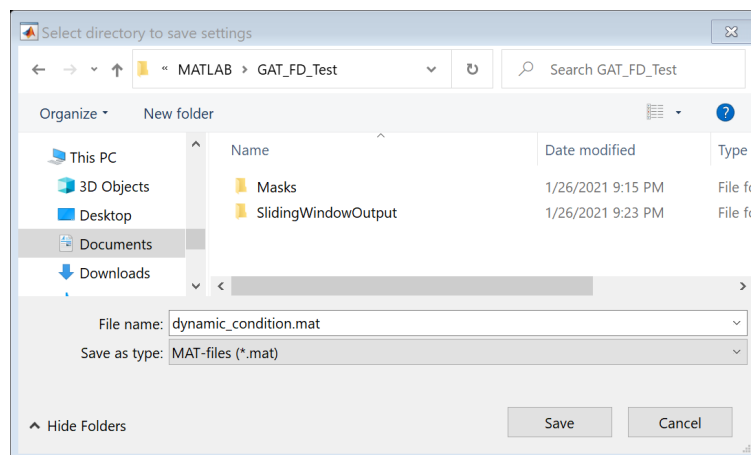 Select directory to save settings
« MATLAB > GAT_FD_Test
Search GAT_FD_Test
Organize
New folder
?
Name
Date modified
Type
This PC
3D Objects
Desktop
Documents
Downloads
Masks
1/26/2021 9:15 PM
File fo
SlidingWindowOutput
1/26/2021 9:23 PM
File fo
File name: dynamic_condition.mat
Save as type: MAT-files (*.mat)
Hide Folders
Save
Cancel